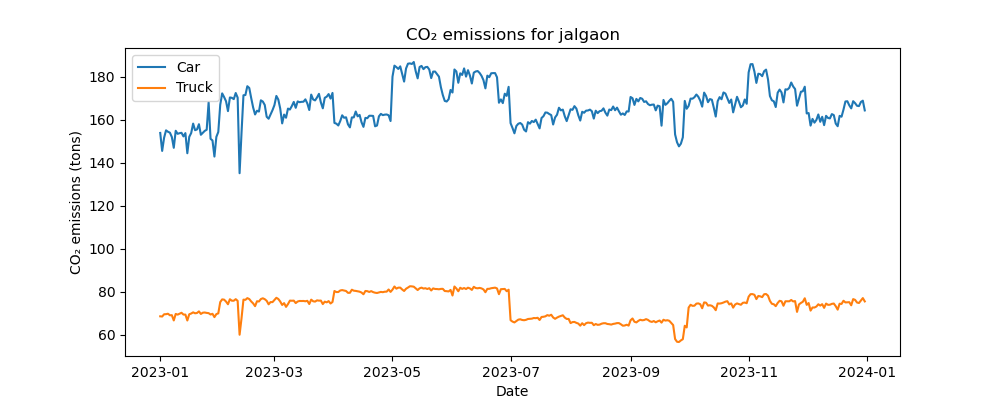 CO₂ emissions for jalgaon
Car
Truck
CO₂ emissions (tons)
180
160
140
120
100
80
60
2023-01
2023-03
2023-05
2023-07
2023-09
2023-11
2024-01
Date